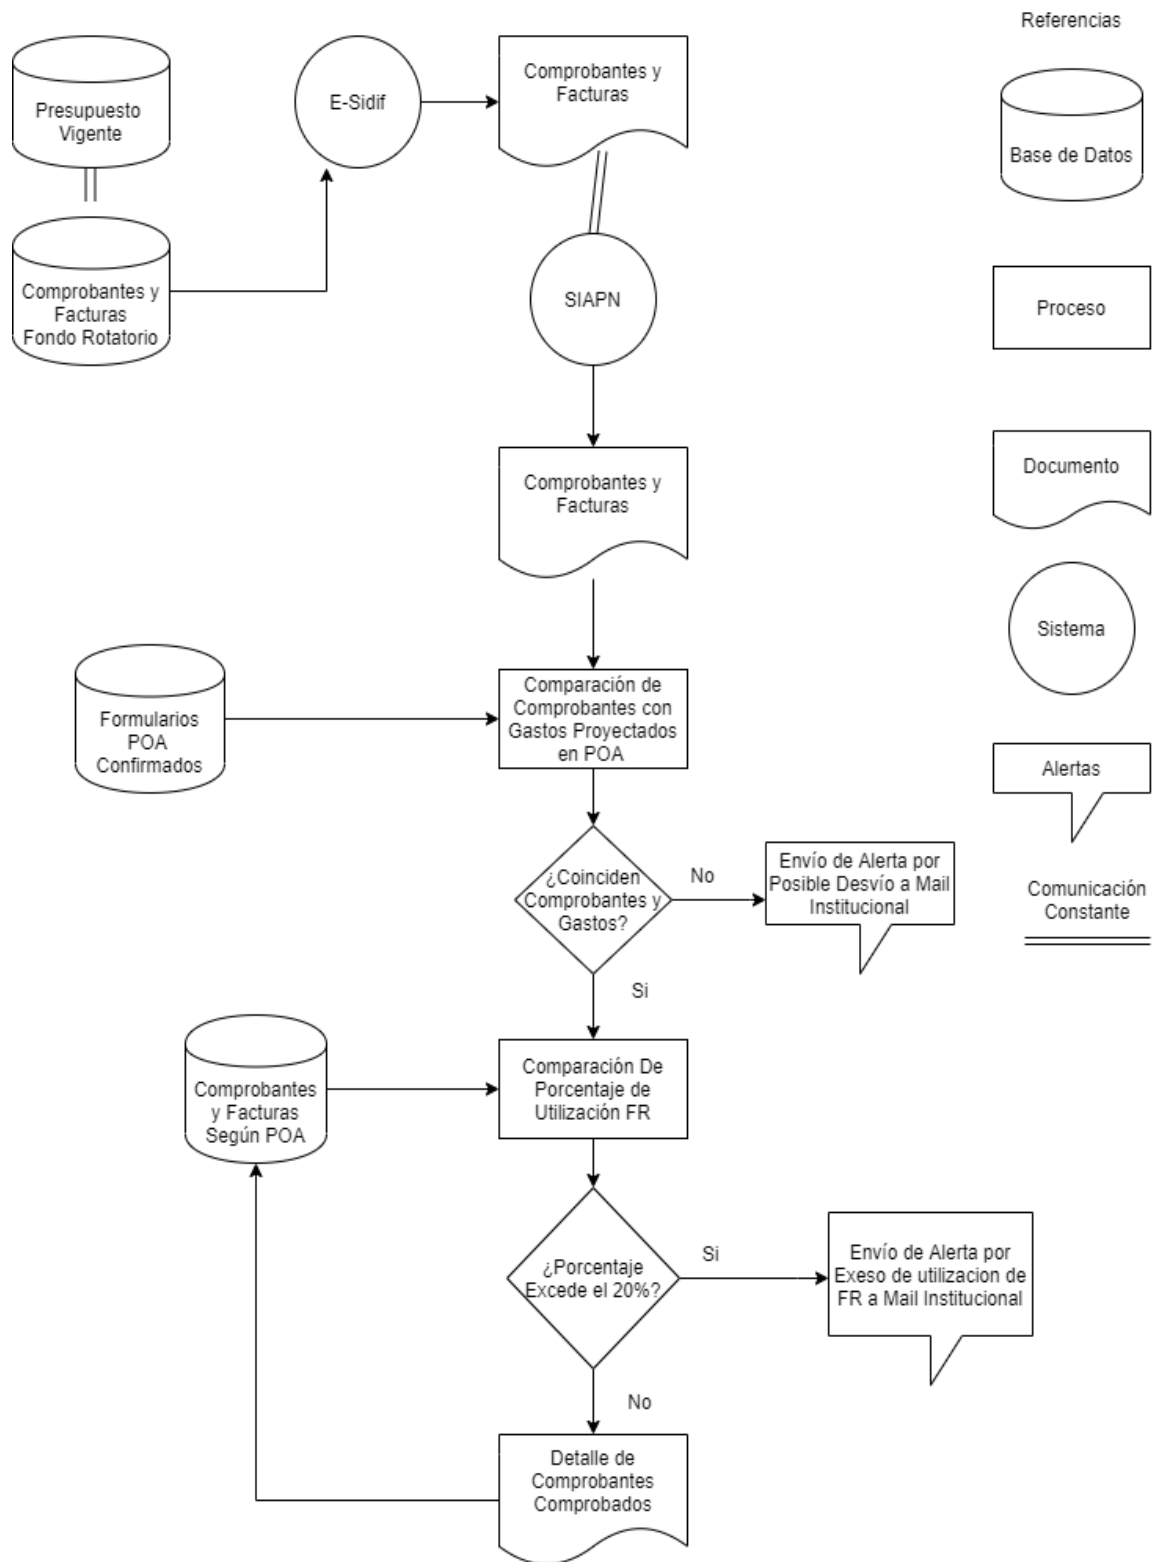 Referencias
Presupuesto
Vigente
E-Sidif
Comprobantes y
Facturas
Base de Datos
Comprobantes y
Facturas
Fondo Rotatorio
SIAPN
Proceso
Comprobantes y
Facturas
Documento
Sistema
Formularios
POA
Confirmados
Comparación de
Comprobantes con
Gastos Proyectados
en POA
Alertas
¿Coinciden
Comprobantes y
Gastos?
No
Envío de Alerta por
Posible Desvío a Mail
Institucional
Comunicación
Constante
Si
Comprobantes
y Facturas
Según POA
Comparación De
Porcentaje de
Utilización FR
¿Porcentaje
Excede el 20%?
Si
Envío de Alerta por
Exeso de utilizacion de
FR a Mail Institucional
No
Detalle de
Comprobantes
Comprobados